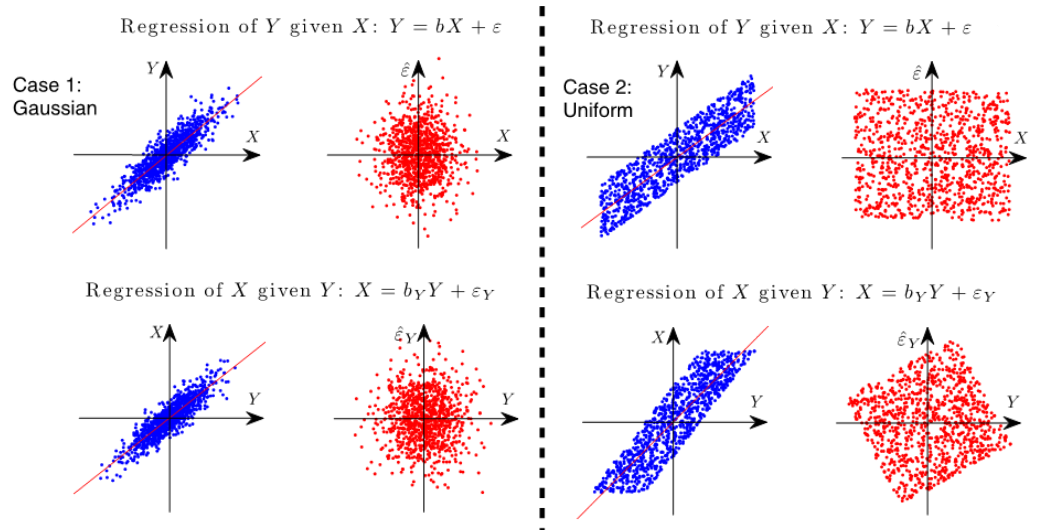 Regression of Y given X: Y = bX + ε
Case 1:
Gaussian
Y
X
ε̂
X
Regression of X given Y: X = b_Y Y + ε_Y
X
Y
ε̂_Y
Y
Regression of Y given X: Y = bX + ε
Case 2:
Uniform
Y
X
ε̂
X
Regression of X given Y: X = b_Y Y + ε_Y
X
Y
ε̂_Y
Y